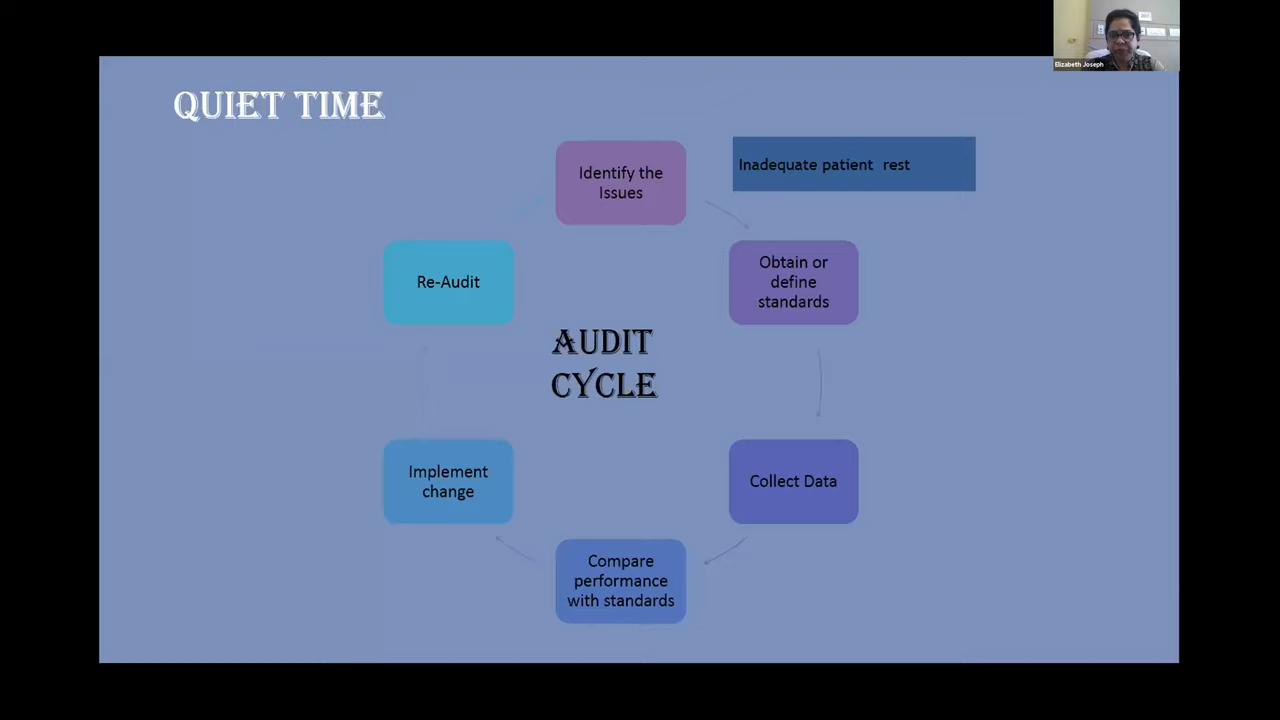 Elizabeth Joseph
QUIET TIME
Identify the
Issues
Inadequate patient  rest
Obtain or
define
standards
Re-Audit
AUDIT
CYCLE
Implement
change
Collect Data
Compare
performance
with standards